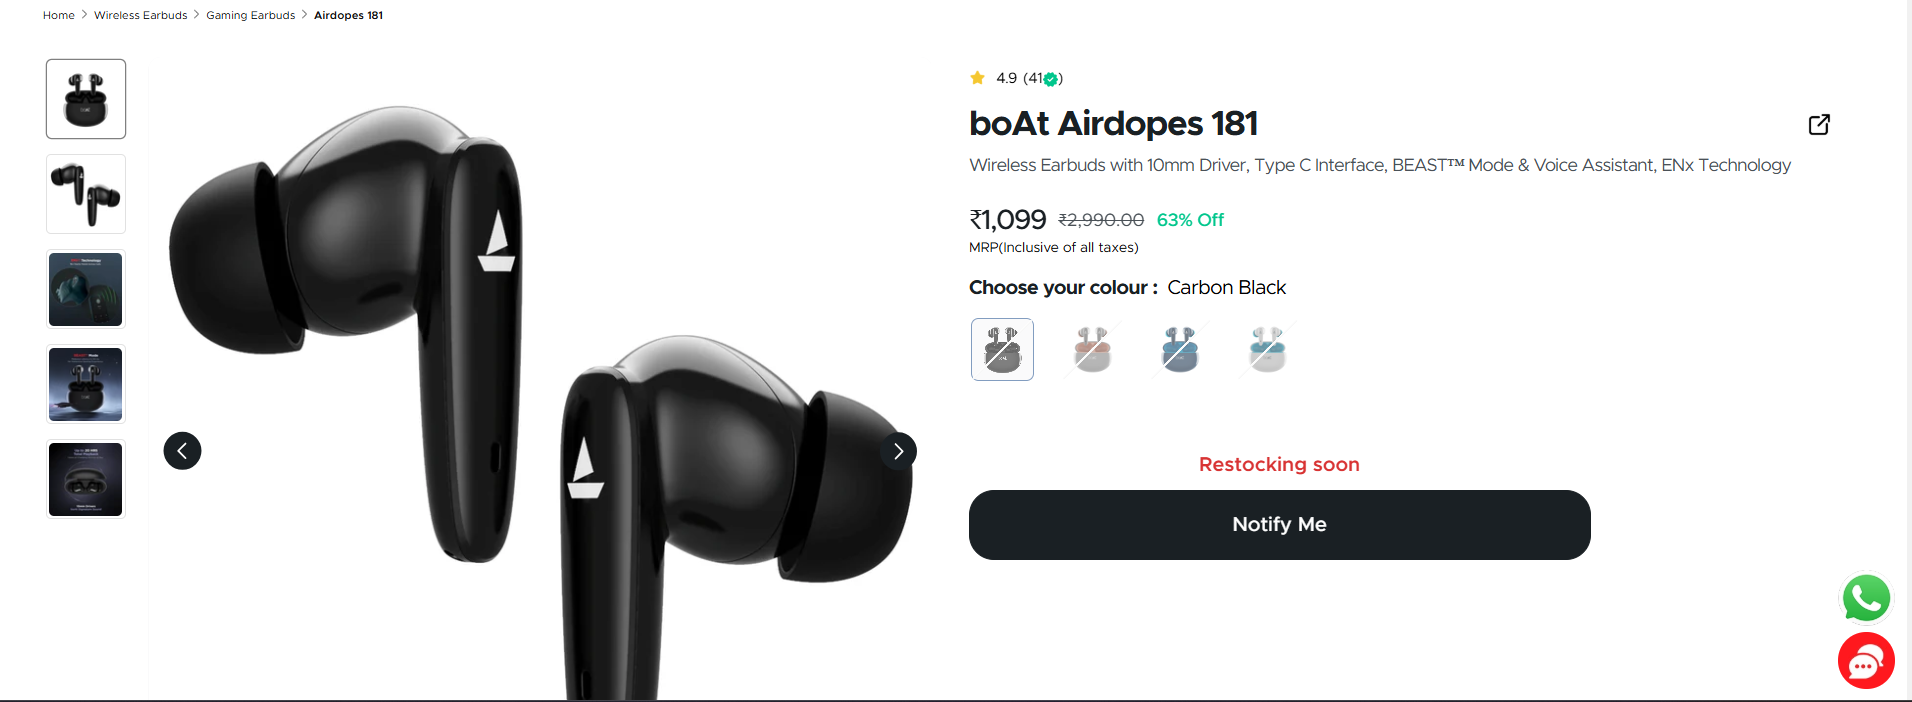 Home > Wireless Earbuds > Gaming Earbuds > Airdopes 181
4.9 (41)
boAt Airdopes 181
Wireless Earbuds with 10mm Driver, Type C Interface, BEAST™ Mode & Voice Assistant, ENx Technology
₹1,099 ₹2,990.00 63% Off
MRP(Inclusive of all taxes)
Choose your colour : Carbon Black
Restocking soon
Notify Me